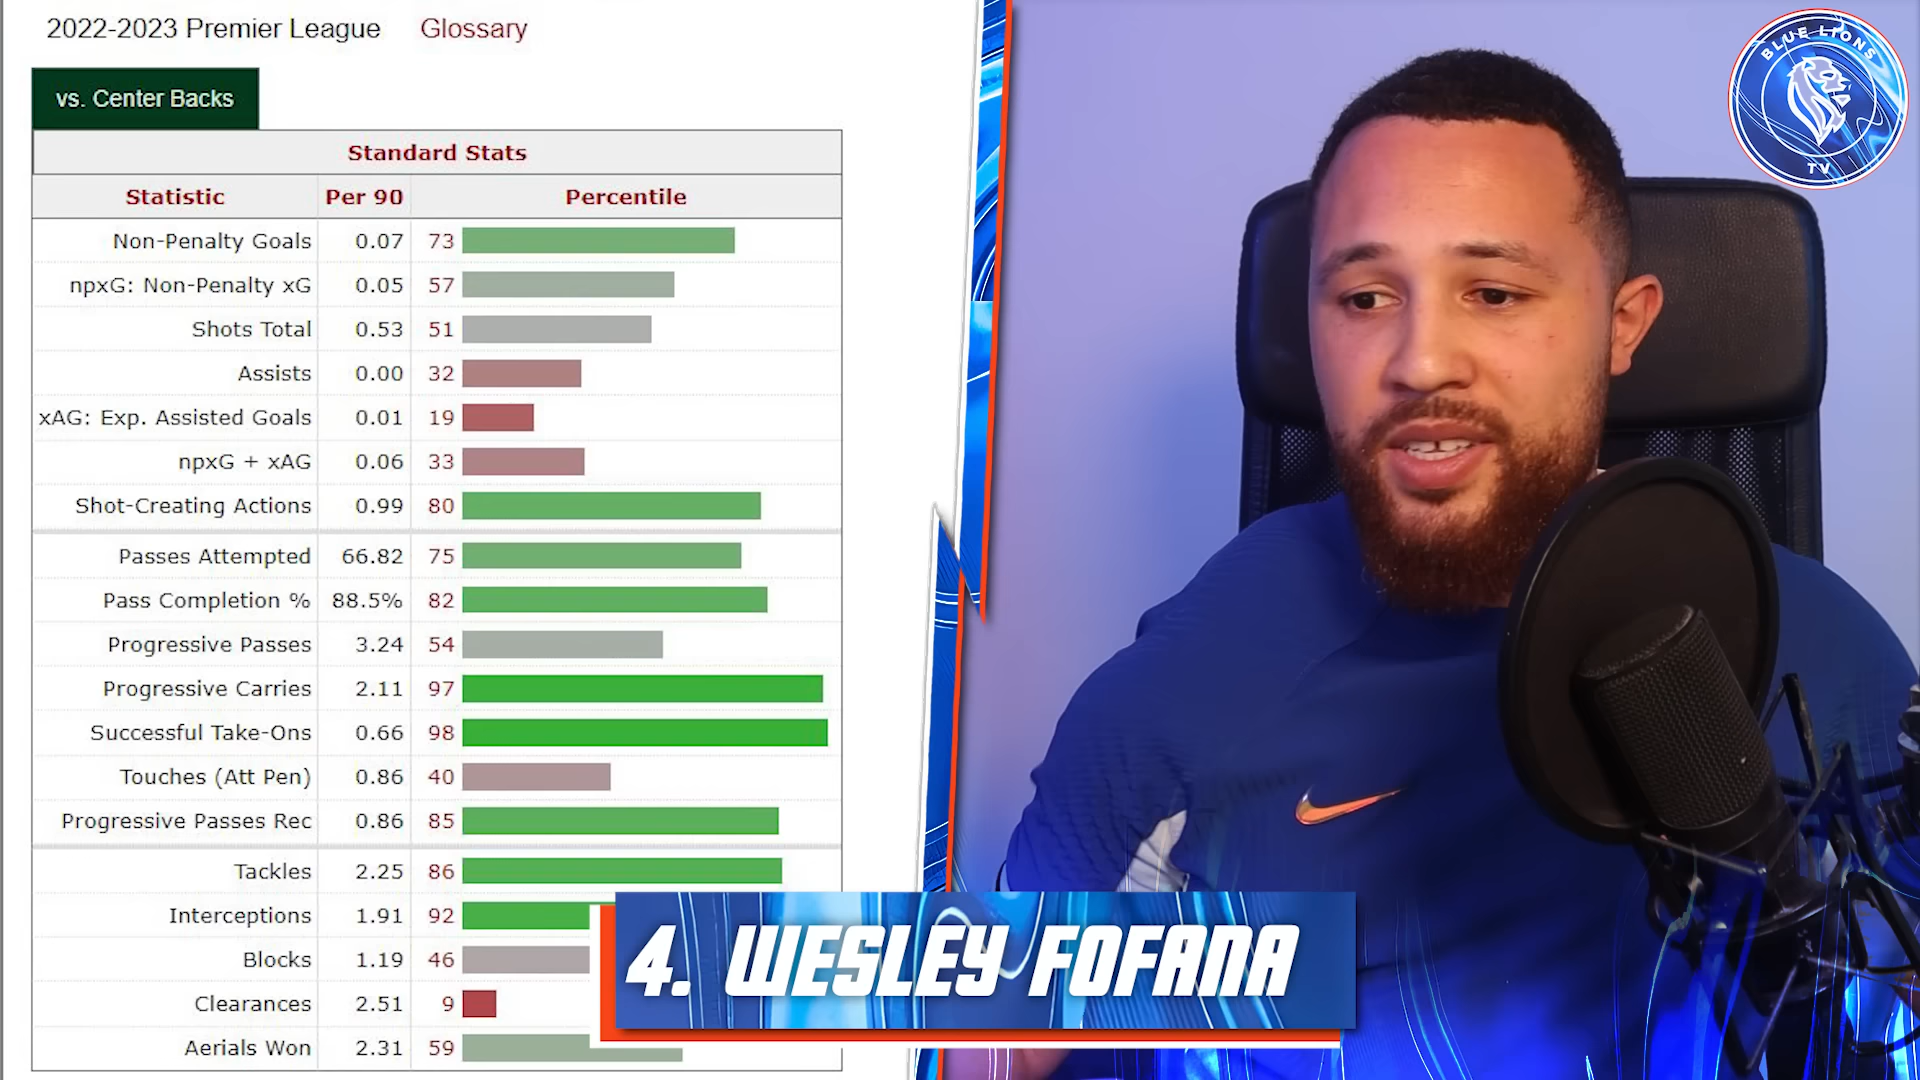 2022-2023 Premier League Glossary
vs. Center Backs
Standard Stats
Statistic Per 90 Percentile
Non-Penalty Goals 0.07 73
npxG: Non-Penalty xG 0.05 57
Shots Total 0.53 51
Assists 0.00 32
xAG: Exp. Assisted Goals 0.01 19
npxG + xAG 0.06 33
Shot-Creating Actions 0.99 80
Passes Attempted 66.82 75
Pass Completion % 88.5% 82
Progressive Passes 3.24 54
Progressive Carries 2.11 97
Successful Take-Ons 0.66 98
Touches (Att Pen) 0.86 40
Progressive Passes Rec 0.86 85
Tackles 2.25 86
Interceptions 1.91 92
Blocks 1.19 46
Clearances 2.51 9
Aerials Won 2.31 59
4. WESLEY FOFANA
BLUE LIONS
TV